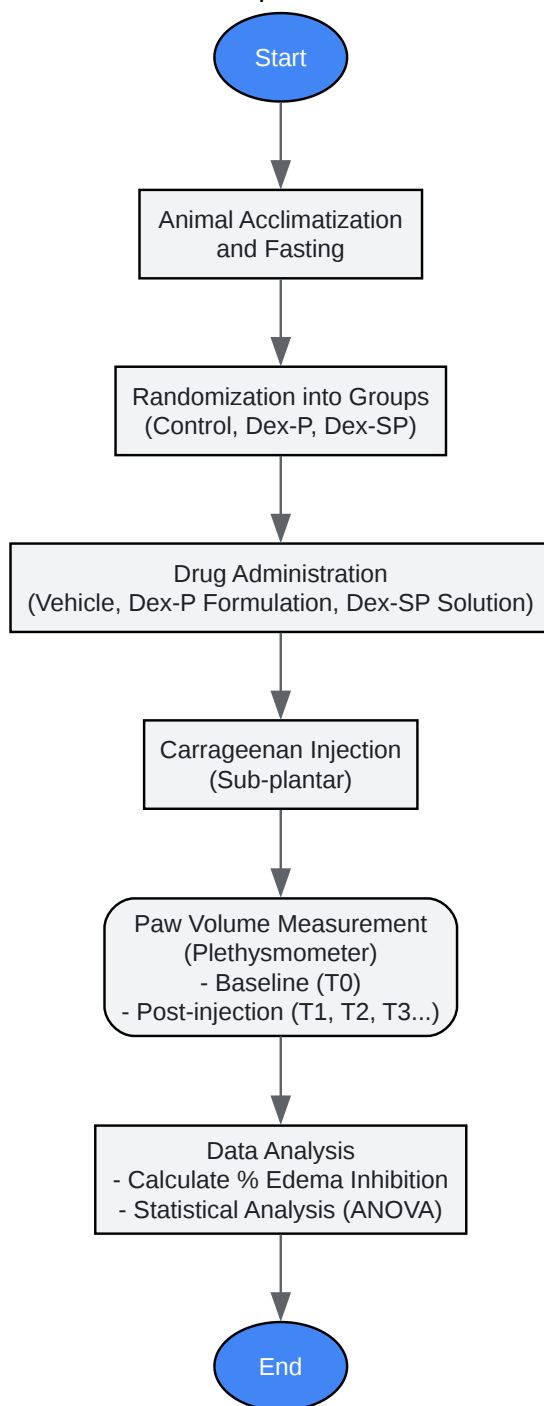 Start
Animal Acclimatization
and Fasting
Randomization into Groups
(Control, Dex-P, Dex-SP)
Drug Administration
(Vehicle, Dex-P Formulation, Dex-SP Solution)
Carrageenan Injection
(Sub-plantar)
Paw Volume Measurement
(Plethysmometer)
- Baseline (T0)
- Post-injection (T1, T2, T3...)
Data Analysis
- Calculate % Edema Inhibition
- Statistical Analysis (ANOVA)
End